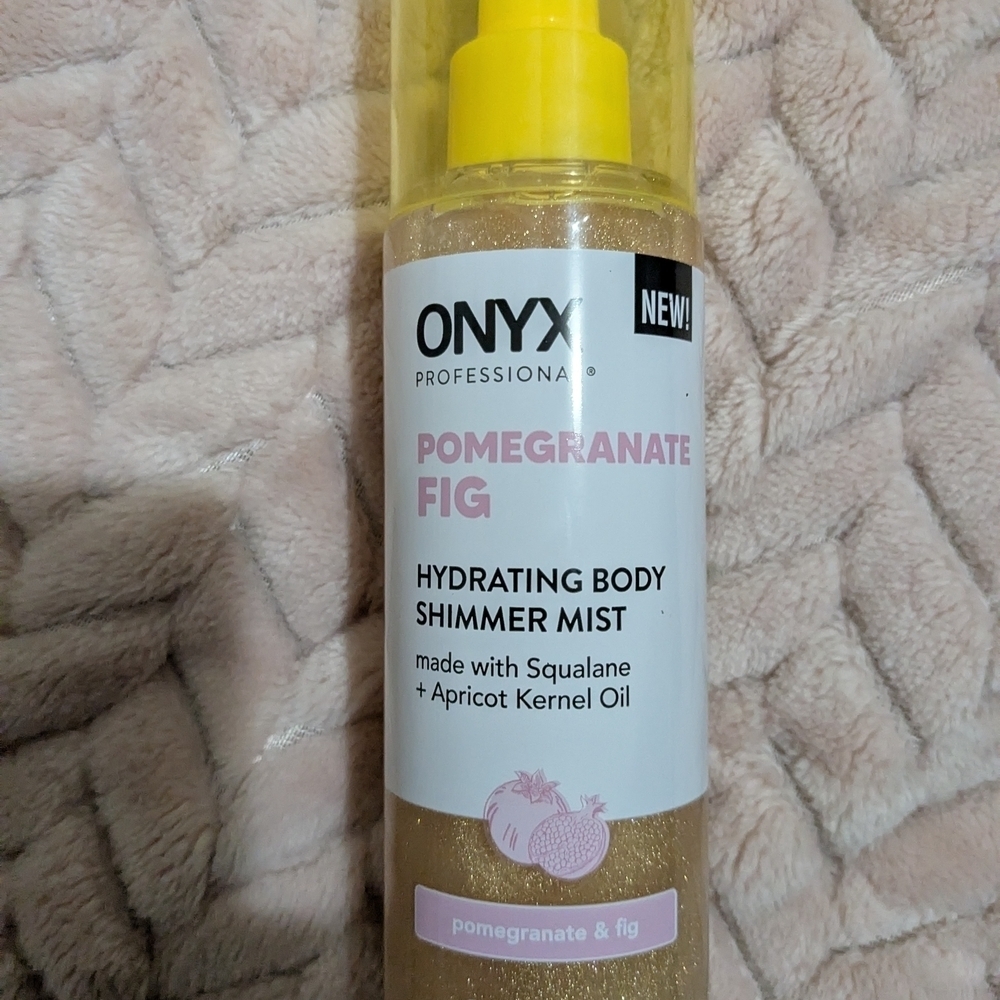 ONYX
NEW!
PROFESSIONAL®
POMEGRANATE
FIG
HYDRATING BODY
SHIMMER MIST
made with Squalane
+ Apricot Kernel Oil
pomegranate & fig